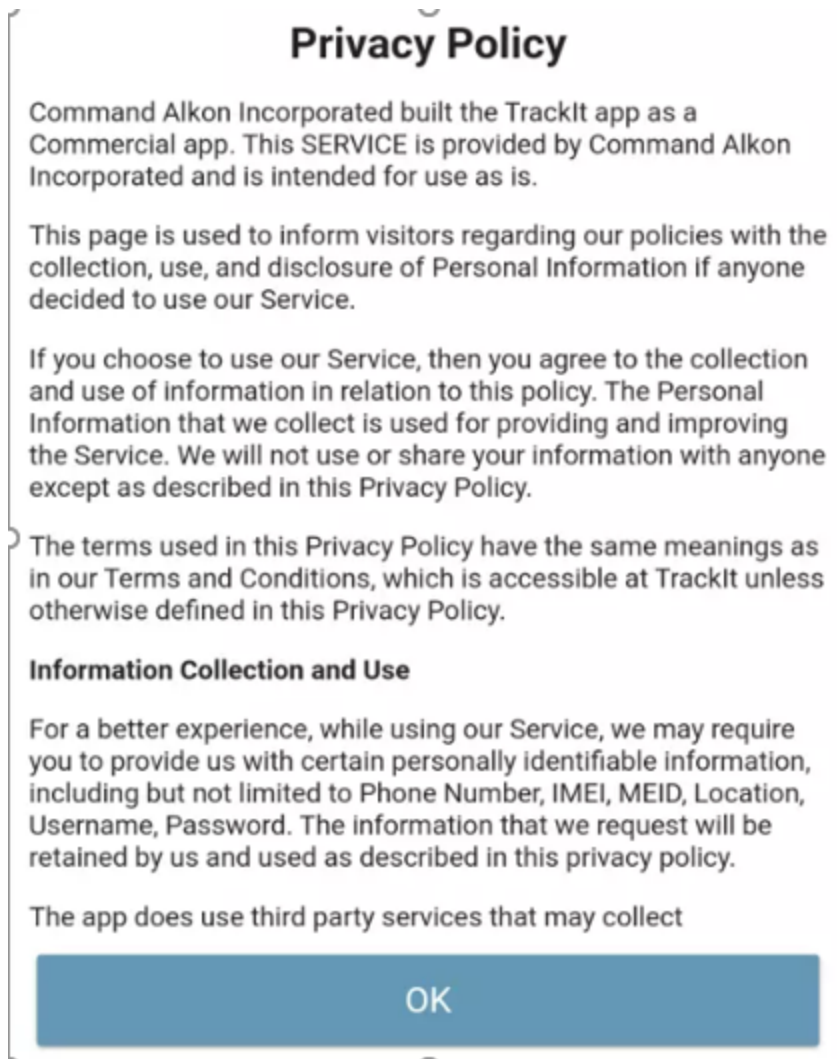 Privacy Policy
Command Alkon Incorporated built the TrackIt app as a
Commercial app. This SERVICE is provided by Command Alkon
Incorporated and is intended for use as is.
This page is used to inform visitors regarding our policies with the
collection, use, and disclosure of Personal Information if anyone
decided to use our Service.
If you choose to use our Service, then you agree to the collection
and use of information in relation to this policy. The Personal
Information that we collect is used for providing and improving
the Service. We will not use or share your information with anyone
except as described in this Privacy Policy.
The terms used in this Privacy Policy have the same meanings as
in our Terms and Conditions, which is accessible at TrackIt unless
otherwise defined in this Privacy Policy.
Information Collection and Use
For a better experience, while using our Service, we may require
you to provide us with certain personally identifiable information,
including but not limited to Phone Number, IMEI, MEID, Location,
Username, Password. The information that we request will be
retained by us and used as described in this privacy policy.
The app does use third party services that may collect
OK